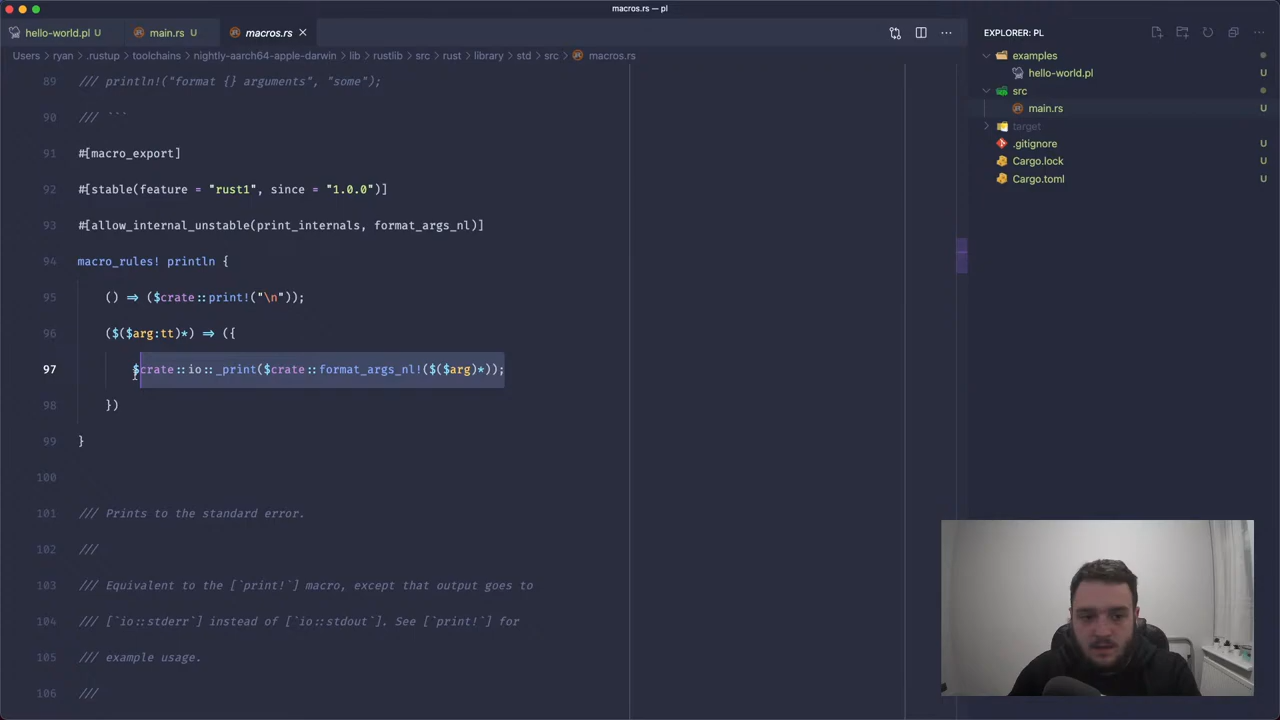 macros.rs — pl
hello-world.pl U
main.rs U
macros.rs
EXPLORER: PL
Users › ryan › .rustup › toolchains › nightly-aarch64-apple-darwin › lib › rustlib › src › rust › library › std › src › macros.rs
89 /// println!("format {} arguments", "some");
90 /// ```
91 #[macro_export]
92 #[stable(feature = "rust1", since = "1.0.0")]
93 #[allow_internal_unstable(print_internals, format_args_nl)]
94 macro_rules! println {
95 () => ($crate::print!("\n"));
96 ($($arg:tt)*) => ({
97 $crate::io::_print($crate::format_args_nl!($($arg)*));
98 })
99 }
100
101 /// Prints to the standard error.
102 ///
103 /// Equivalent to the [`print!`] macro, except that output goes to
104 /// [`io::stderr`] instead of [`io::stdout`]. See [`print!`] for
105 /// example usage.
106 ///
examples
hello-world.pl U
src
main.rs U
target
.gitignore U
Cargo.lock U
Cargo.toml U